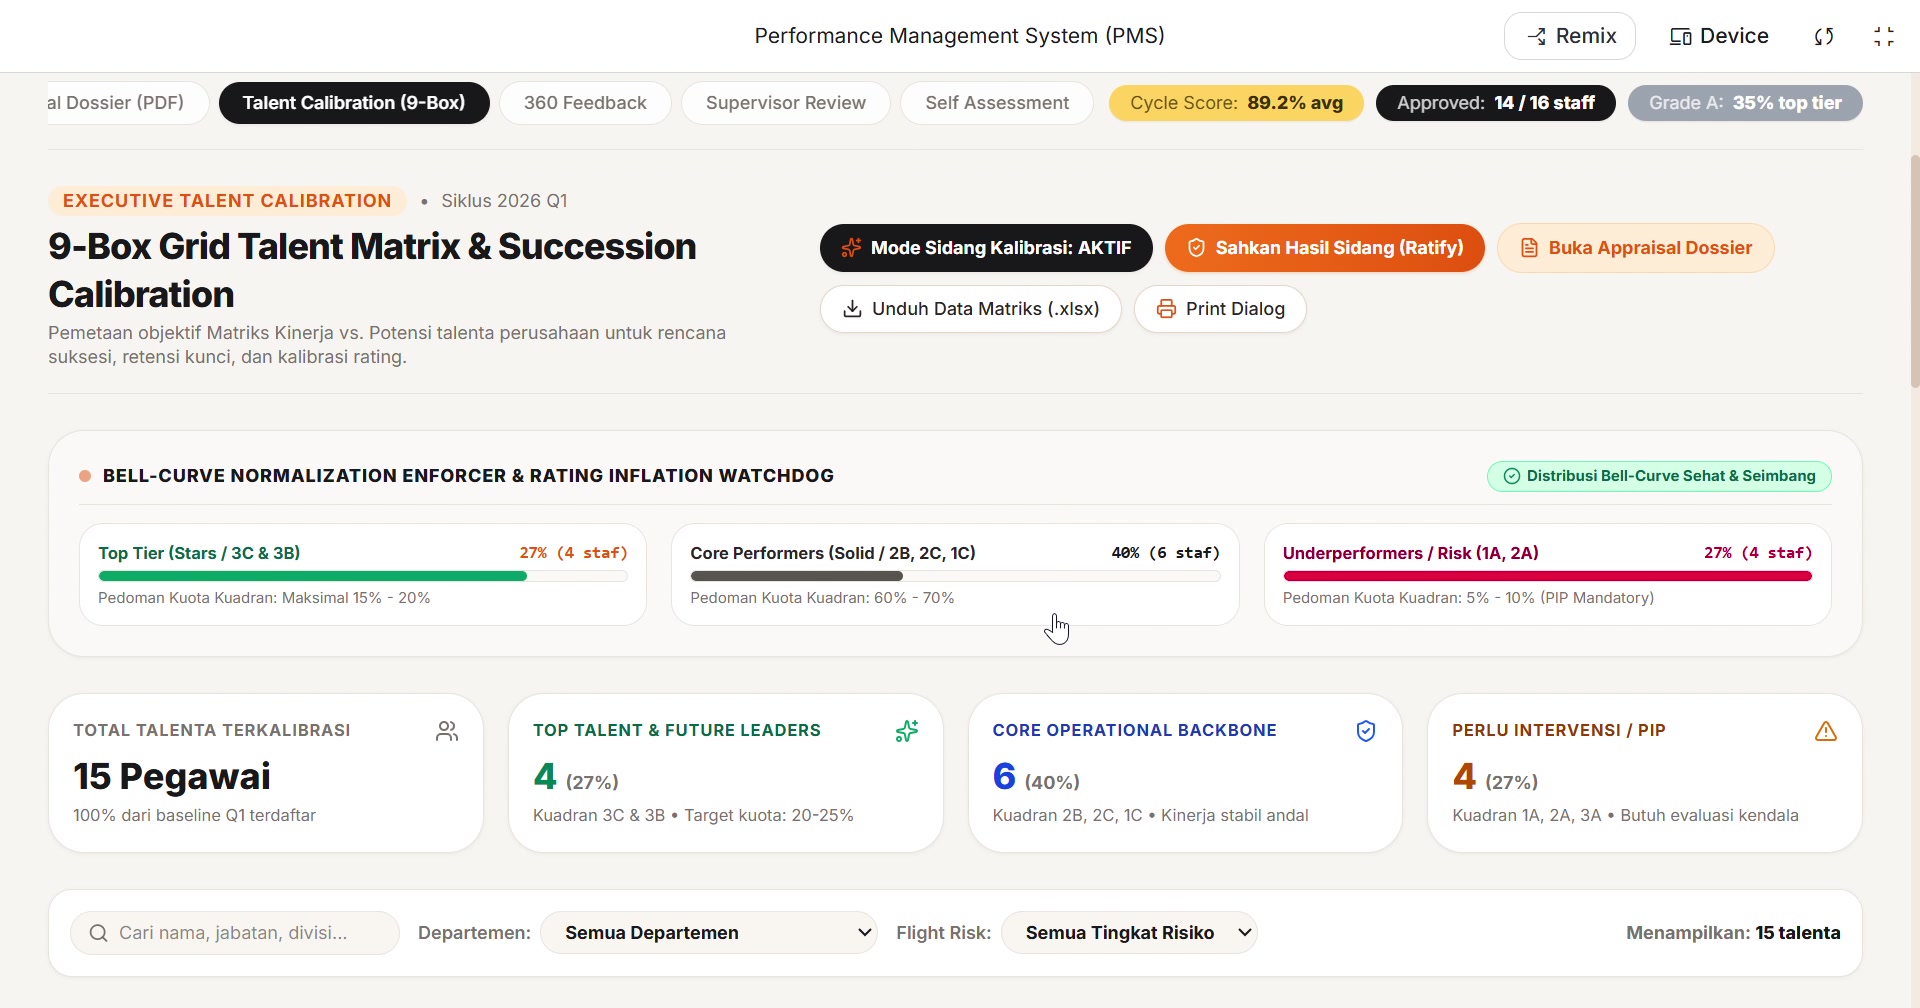 Performance Management System (PMS)
Remix
Device
al Dossier (PDF)
Talent Calibration (9-Box)
360 Feedback
Supervisor Review
Self Assessment
Cycle Score: 89.2% avg
Approved: 14 / 16 staff
Grade A: 35% top tier
EXECUTIVE TALENT CALIBRATION
• Siklus 2026 Q1
9-Box Grid Talent Matrix & Succession
Calibration
Pemetaan objektif Matriks Kinerja vs. Potensi talenta perusahaan untuk rencana
suksesi, retensi kunci, dan kalibrasi rating.
Mode Sidang Kalibrasi: AKTIF
Sahkan Hasil Sidang (Ratify)
Buka Appraisal Dossier
Unduh Data Matriks (.xlsx)
Print Dialog
BELL-CURVE NORMALIZATION ENFORCER & RATING INFLATION WATCHDOG
Distribusi Bell-Curve Sehat & Seimbang
Top Tier (Stars / 3C & 3B)
27% (4 staf)
Pedoman Kuota Kuadran: Maksimal 15% - 20%
Core Performers (Solid / 2B, 2C, 1C)
40% (6 staf)
Pedoman Kuota Kuadran: 60% - 70%
Underperformers / Risk (1A, 2A)
27% (4 staf)
Pedoman Kuota Kuadran: 5% - 10% (PIP Mandatory)
TOTAL TALENTA TERKALIBRASI
15 Pegawai
100% dari baseline Q1 terdaftar
TOP TALENT & FUTURE LEADERS
4 (27%)
Kuadran 3C & 3B • Target kuota: 20-25%
CORE OPERATIONAL BACKBONE
6 (40%)
Kuadran 2B, 2C, 1C • Kinerja stabil andal
PERLU INTERVENSI / PIP
4 (27%)
Kuadran 1A, 2A, 3A • Butuh evaluasi kendala
Cari nama, jabatan, divisi...
Departemen:
Semua Departemen
Flight Risk:
Semua Tingkat Risiko
Menampilkan: 15 talenta